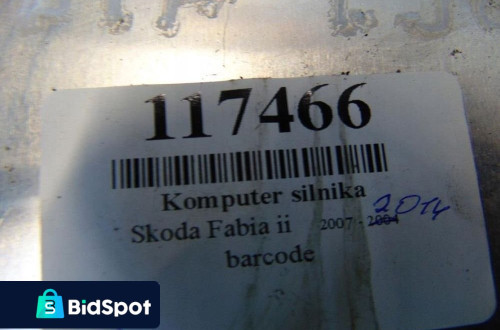 117466
Komputer silnika
Skoda Fabia ii 2007 - 2004 2014
barcode
BidSpot